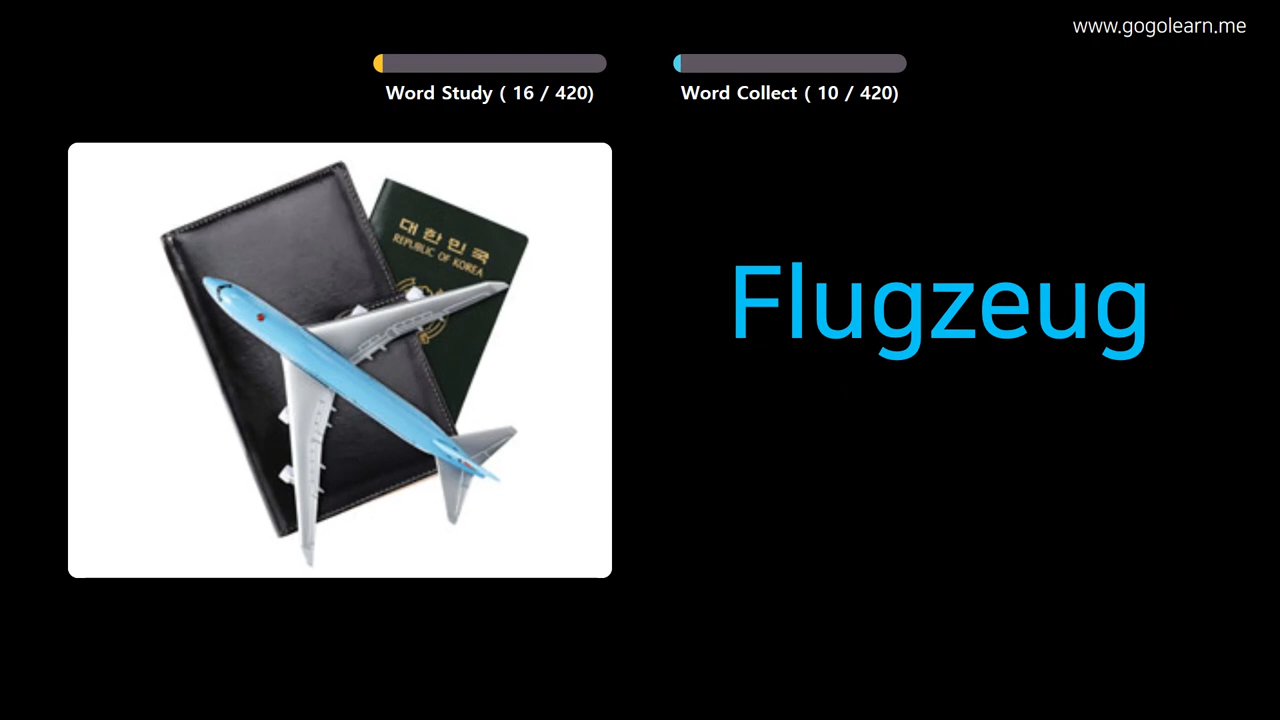 www.gogolearn.me
Word Study ( 16 / 420)
Word Collect ( 10 / 420)
대한민국
REPUBLIC OF KOREA
Flugzeug